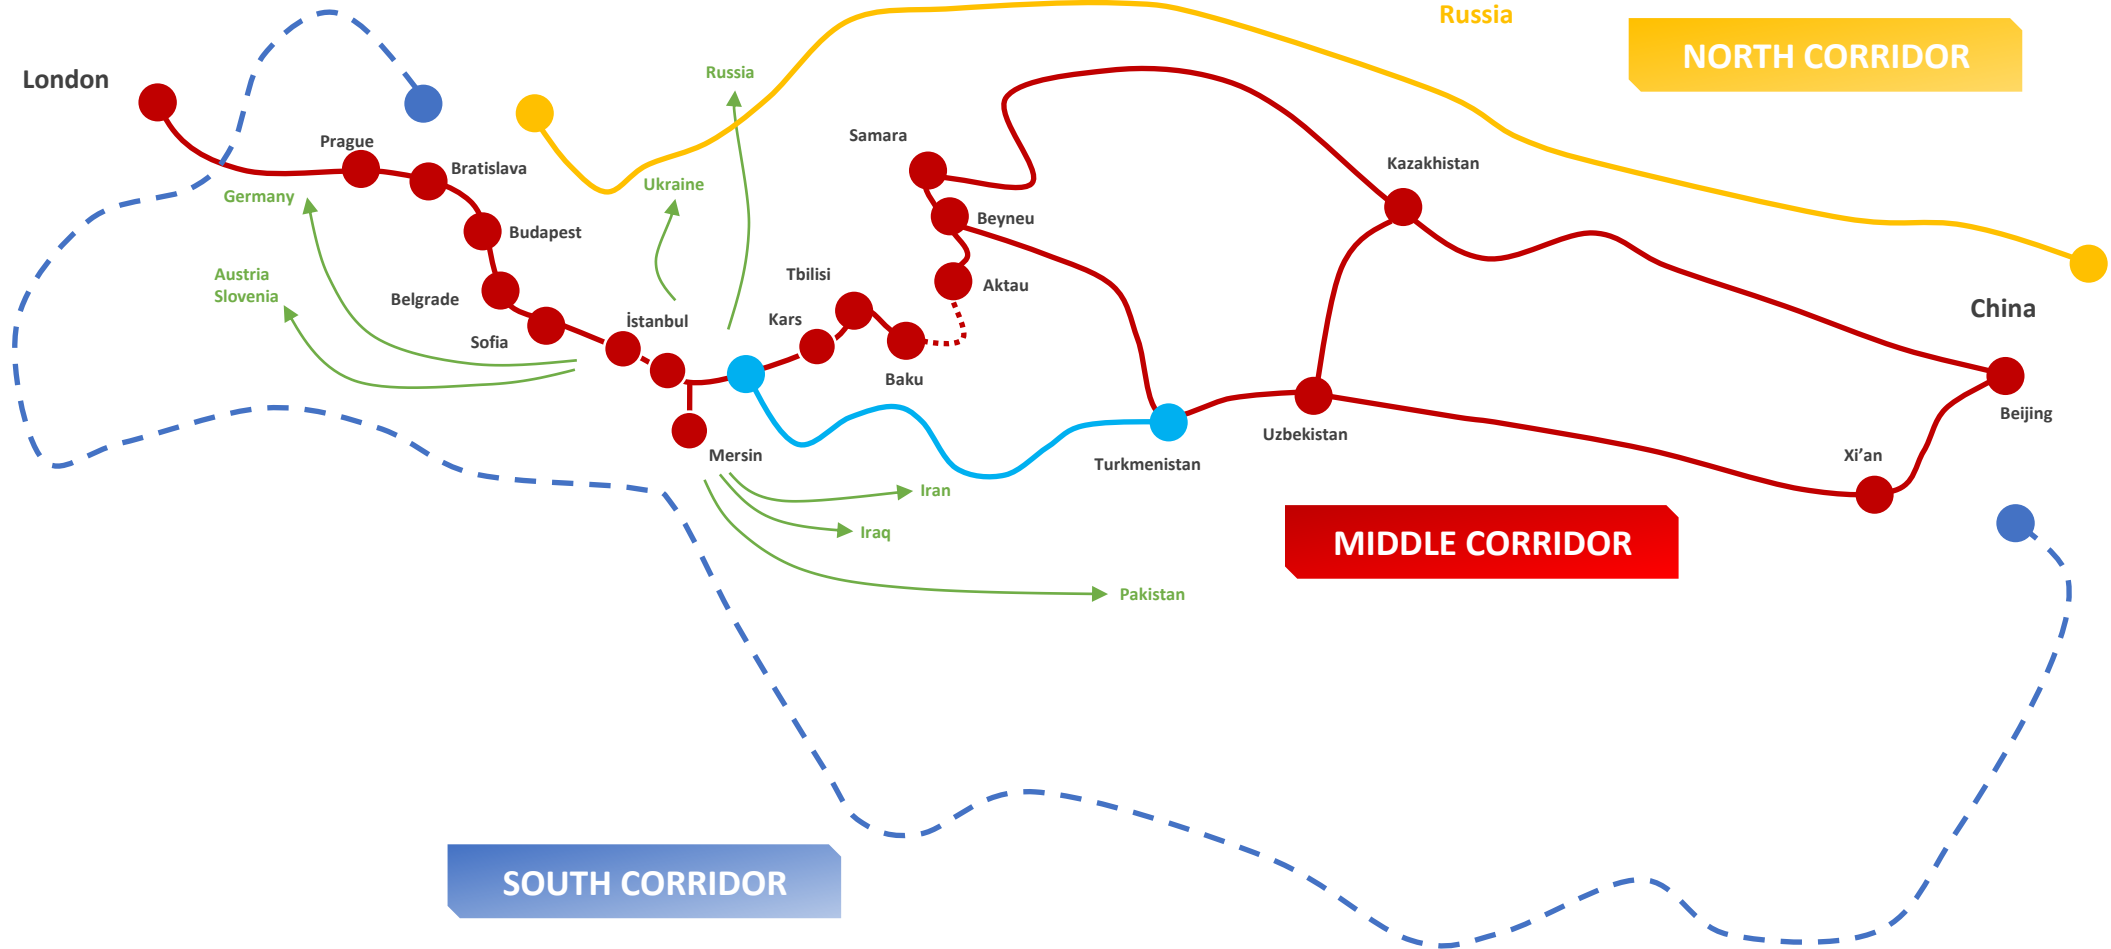 Russia
NORTH CORRIDOR
London
Russia
Samara
Prague
Bratislava
Kazakhistan
Germany
Ukraine
Beyneu
Budapest
Austria
Slovenia
Tbilisi
Aktau
Belgrade
China
İstanbul
Kars
Sofia
Baku
Beijing
Uzbekistan
Mersin
Turkmenistan
Xi'an
Iran
Iraq
MIDDLE CORRIDOR
Pakistan
SOUTH CORRIDOR